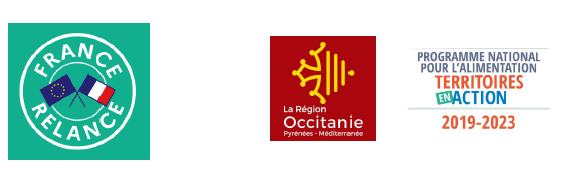 FRANCE
RELANCE
La Région
Occitanie
Pyrénées - Méditerranée
PROGRAMME NATIONAL
POUR L'ALIMENTATION
TERRITOIRES
EN ACTION
2019-2023